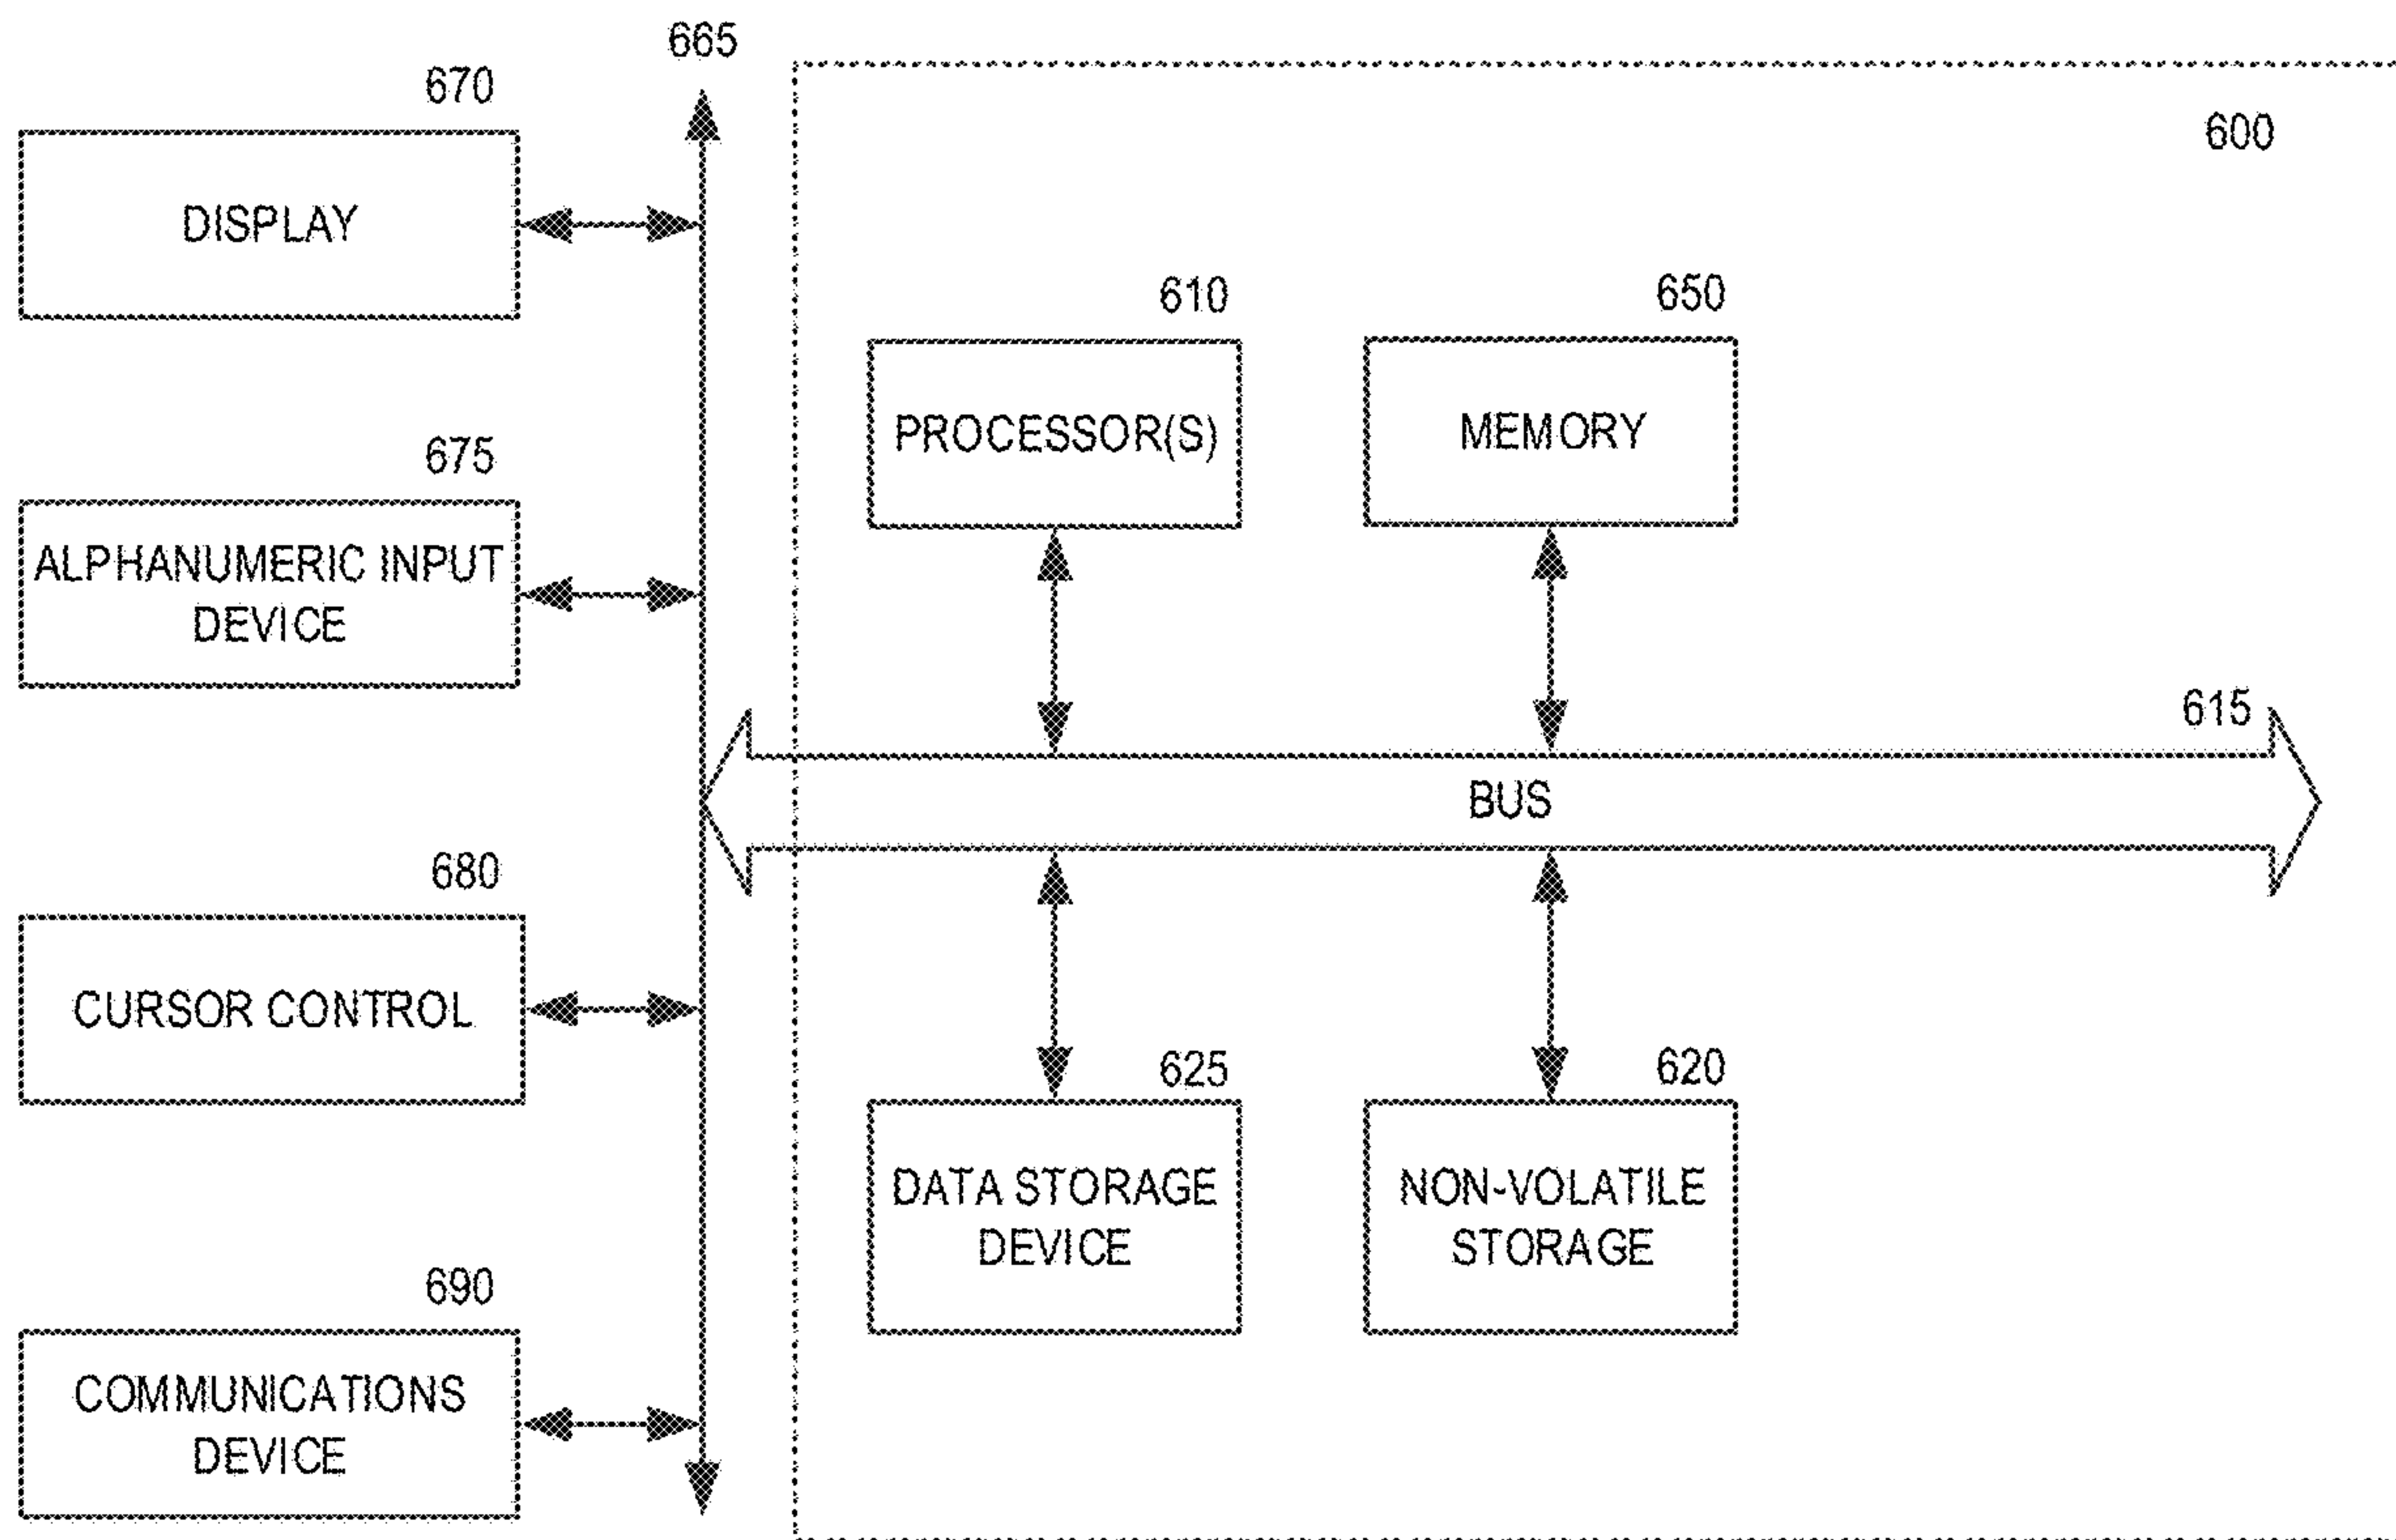 665
670
600
DISPLAY
610
650
PROCESSOR(S)
MEMORY
675
ALPHANUMERIC INPUT
DEVICE
615
BUS
680
CURSOR CONTROL
625
620
DATA STORAGE
DEVICE
NON-VOLATILE
STORAGE
690
COMMUNICATIONS
DEVICE